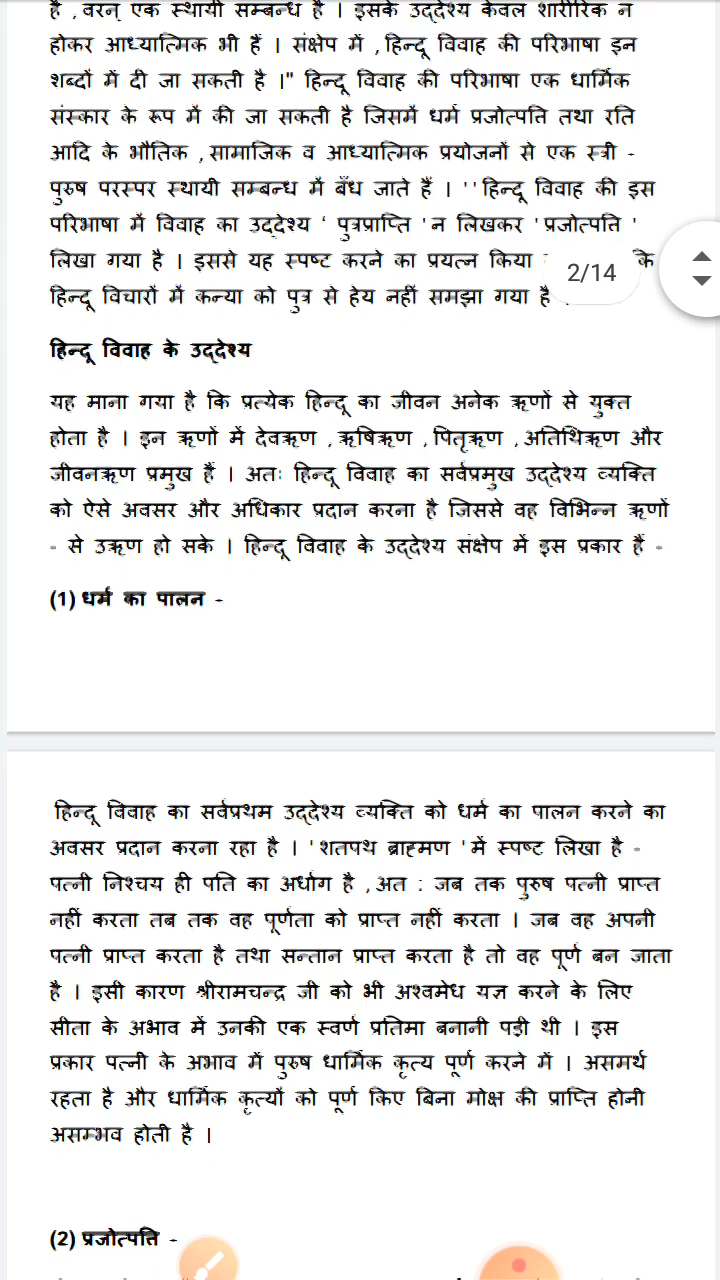 है ,वरन् एक स्थायी सम्बन्ध है । इसके उद्देश्य केवल शारीरिक न
होकर आध्यात्मिक भी हैं । संक्षेप में ,हिन्दू विवाह की परिभाषा इन
शब्दों में दी जा सकती है ।" हिन्दू विवाह की परिभाषा एक धार्मिक
संस्कार के रूप में की जा सकती है जिसमें धर्म प्रजोत्पति तथा रति
आदि के भौतिक ,सामाजिक व आध्यात्मिक प्रयोजनों से एक स्त्री -
पुरुष परस्पर स्थायी सम्बन्ध में बँध जाते हैं । ''हिन्दू विवाह की इस
परिभाषा में विवाह का उद्देश्य ' पुत्रप्राप्ति 'न लिखकर 'प्रजोत्पति '
लिखा गया है । इससे यह स्पष्ट करने का प्रयत्न किया कि
2/14
हिन्दू विचारों में कन्या को पुत्र से हेय नहीं समझा गया है
हिन्दू विवाह के उद्देश्य
यह माना गया है कि प्रत्येक हिन्दू का जीवन अनेक ऋणों से युक्त
होता है । इन ऋणों में देवऋण ,ऋषिऋण ,पितृऋण ,अतिथिऋण और
जीवनऋण प्रमुख हैं । अतः हिन्दू विवाह का सर्वप्रमुख उद्देश्य व्यक्ति
को ऐसे अवसर और अधिकार प्रदान करना है जिससे वह विभिन्न ऋणों
- से उऋण हो सके । हिन्दू विवाह के उद्देश्य संक्षेप में इस प्रकार हैं -
(1) धर्म का पालन -
हिन्दू विवाह का सर्वप्रथम उद्देश्य व्यक्ति को धर्म का पालन करने का
अवसर प्रदान करना रहा है । 'शतपथ ब्राह्मण 'में स्पष्ट लिखा है -
पत्नी निश्चय ही पति का अर्धांग है ,अत : जब तक पुरुष पत्नी प्राप्त
नहीं करता तब तक वह पूर्णता को प्राप्त नहीं करता । जब वह अपनी
पत्नी प्राप्त करता है तथा सन्तान प्राप्त करता है तो वह पूर्ण बन जाता
है । इसी कारण श्रीरामचन्द्र जी को भी अश्वमेध यज्ञ करने के लिए
सीता के अभाव में उनकी एक स्वर्ण प्रतिमा बनानी पड़ी थी । इस
प्रकार पत्नी के अभाव में पुरुष धार्मिक कृत्य पूर्ण करने में । असमर्थ
रहता है और धार्मिक कृत्यों को पूर्ण किए बिना मोक्ष की प्राप्ति होनी
असम्भव होती है ।
(2) प्रजोत्पत्ति -